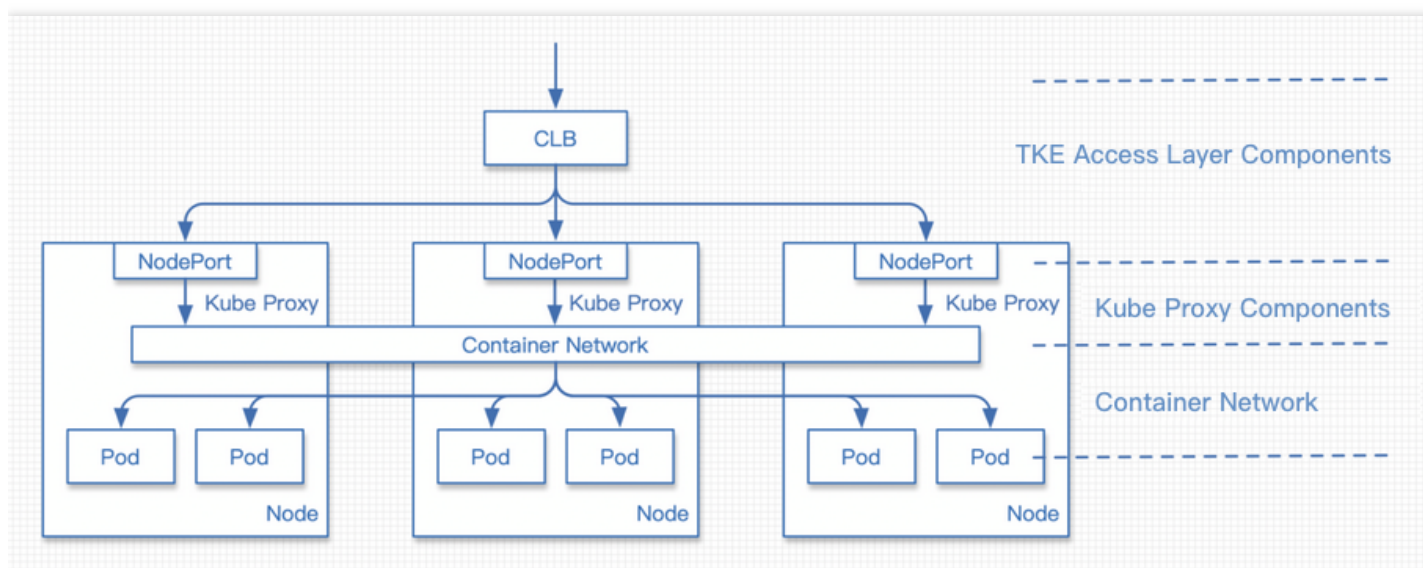 CLB
TKE Access Layer Components
NodePort
NodePort
NodePort
Kube Proxy
Kube Proxy
Kube Proxy
Kube Proxy Components
Container Network
Container Network
Pod
Pod
Pod
Pod
Pod
Pod
Node
Node
Node